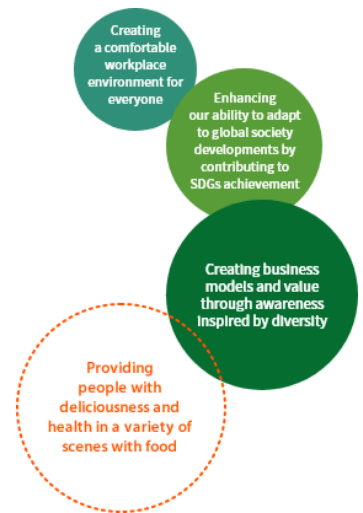 Creating
a comfortable
workplace
environment for
everyone
Enhancing
our ability to adapt
to global society
developments by
contributing to
SDGs achievement
Creating business
models and value
through awareness
inspired by diversity
Providing
people with
deliciousness and
health in a variety of
scenes with food